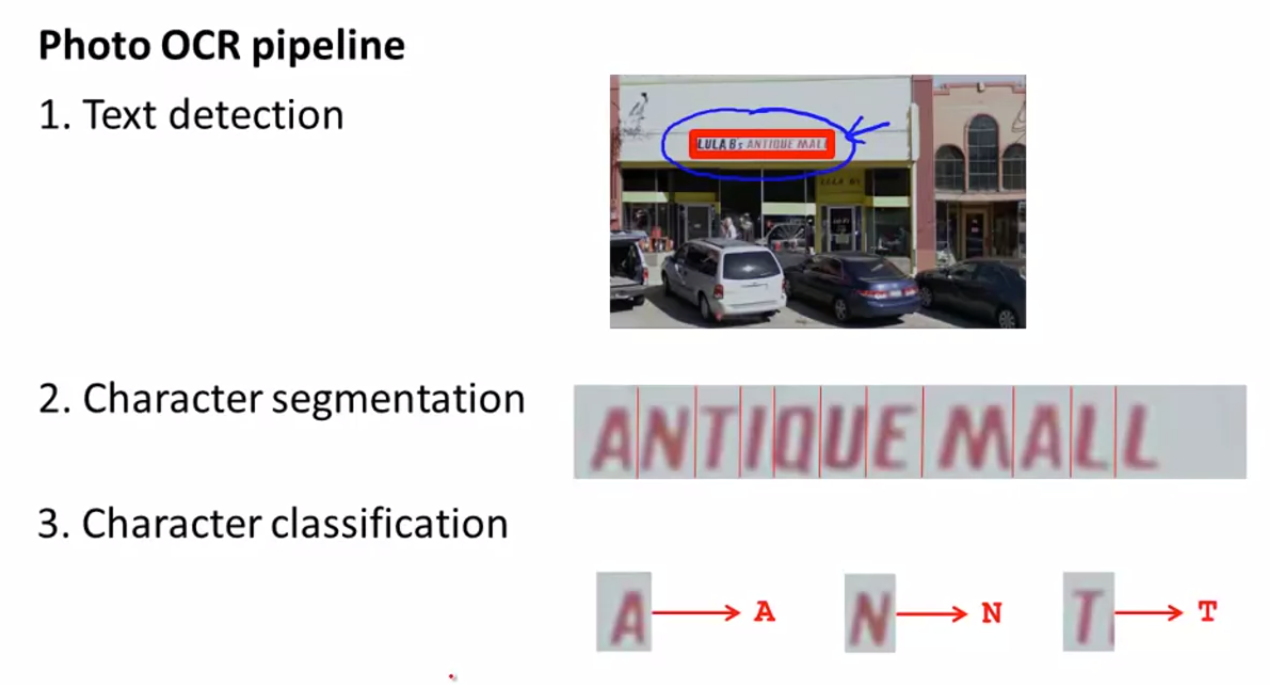 Photo OCR pipeline
1. Text detection
LULA B's ANTIQUE MALL
2. Character segmentation
ANTIQUE MALL
3. Character classification
A → A N → N T → T